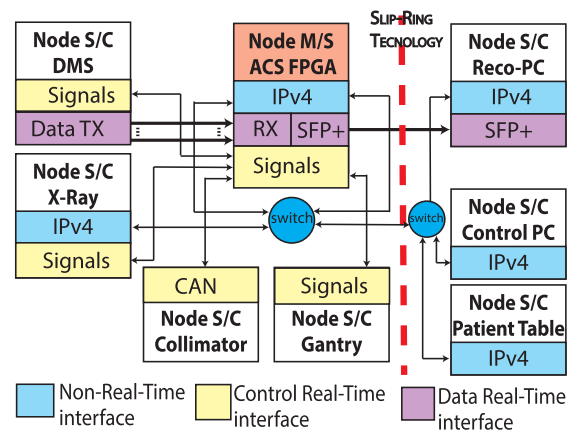 SLIP-RING
TECNOLOGY
Node S/C
DMS
Signals
Data TX
Node M/S
ACS FPGA
IPv4
RX
SFP+
Signals
Node S/C
Reco-PC
IPv4
SFP+
Node S/C
X-Ray
IPv4
Signals
switch
switch
Node S/C
Control PC
IPv4
CAN
Node S/C
Collimator
Signals
Node S/C
Gantry
Node S/C
Patient Table
IPv4
Non-Real-Time
interface
Control Real-Time
interface
Data Real-Time
interface